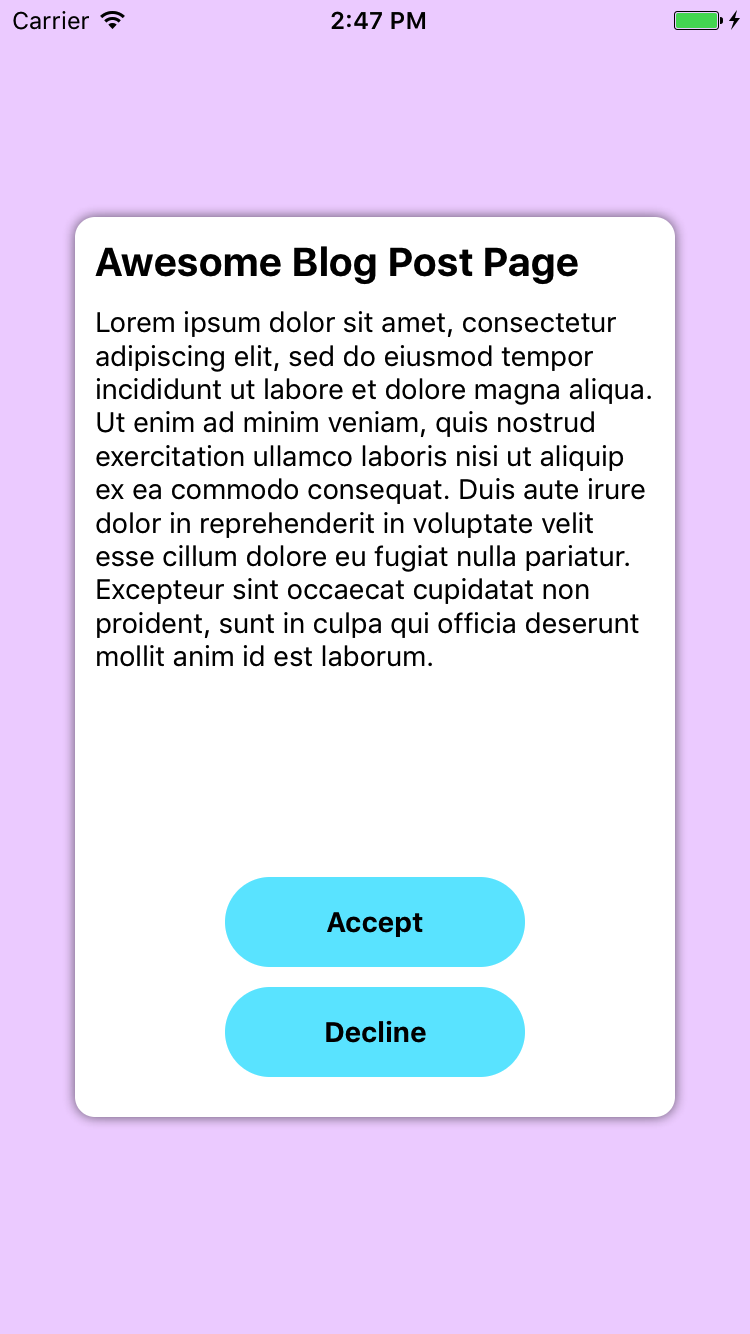 Carrier 2:47 PM
Awesome Blog Post Page
Lorem ipsum dolor sit amet, consectetur
adipiscing elit, sed do eiusmod tempor
incididunt ut labore et dolore magna aliqua.
Ut enim ad minim veniam, quis nostrud
exercitation ullamco laboris nisi ut aliquip
ex ea commodo consequat. Duis aute irure
dolor in reprehenderit in voluptate velit
esse cillum dolore eu fugiat nulla pariatur.
Excepteur sint occaecat cupidatat non
proident, sunt in culpa qui officia deserunt
mollit anim id est laborum.
Accept
Decline